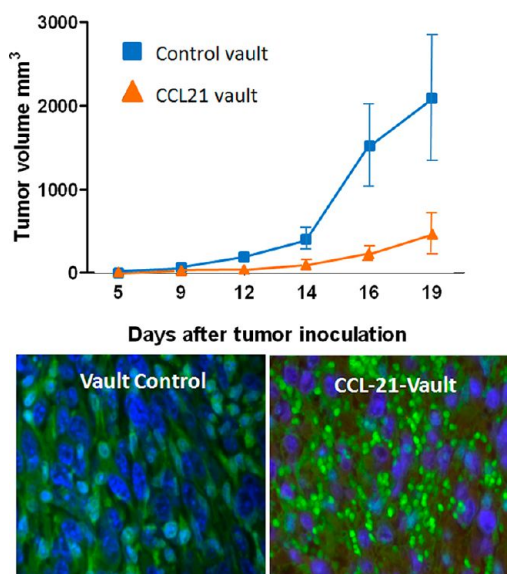 3000
2000
1000
0
Tumor volume mm³
Control vault
CCL21 vault
5 9 12 14 16 19
Days after tumor inoculation
Vault Control
CCL-21-Vault